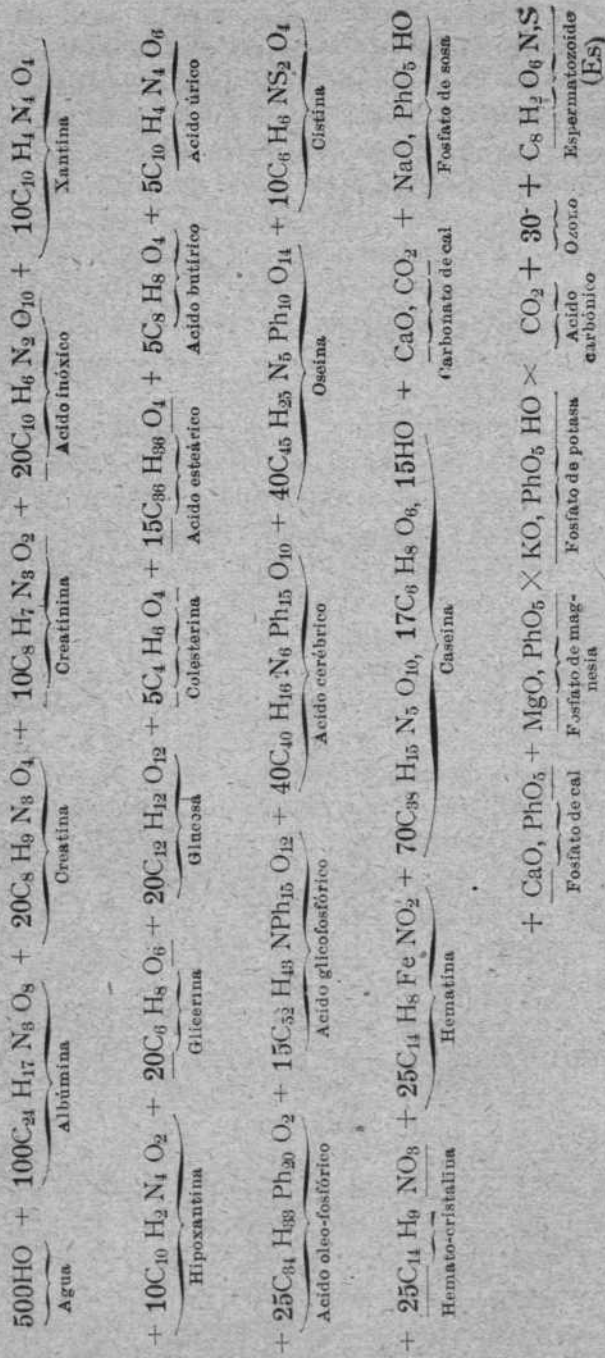 500HO + 100C₂₄ H₁₇ N₃ O₈ + 20C₈ H₉ N₃ O₄ + 10C₈ H₇ N₃ O₂ + 20C₁₀ H₆ N₂ O₁₀ + 10C₁₀ H₄ N₄ O₄
Agua Albúmina Creatina Creatinina Acido inóxico Xantina
+ 10C₁₀ H₂ N₄ O₂ + 20C₆ H₈ O₆ + 20C₁₂ H₁₂ O₁₂ + 5C₄ H₆ O₄ + 15C₃₆ H₃₆ O₄ + 5C₈ H₈ O₄ + 5C₁₀ H₄ N₄ O₆
Hipoxantina Glicerina Glucosa Colesterina Acido esteárico Acido butírico Acido úrico
+ 25C₃₄ H₃₃ Ph₂₀ O₂ + 15C₅₂ H₄₃ NPh₁₅ O₁₂ + 40C₄₀ H₁₆ N₆ Ph₁₅ O₁₀ + 40C₄₅ H₂₅ N₅ Ph₁₀ O₁₄ + 10C₆ H₆ NS₂ O₄
Acido oleo-fosfórico Acido glicofosfórico Acido cerébrico Oseina Cistina
+ 25C₁₄ H₉ NO₃ + 25C₁₄ H₈ Fe NO₂ + 70C₃₈ H₁₅ N₅ O₁₀, 17C₆ H₈ O₆, 15HO + CaO, CO₂ + NaO, PhO₅ HO
Hemato-cristalina Hematina Caseina Carbonato de cal Fosfato de sosa
+ CaO, PhO₅ + MgO, PhO₅ × KO, PhO₅ HO × CO₂ + 30· + C₈ H₂ O₆ N,S
Fosfato de cal Fosfato de mag- Fosfato de potasa Acido Ozono Espermatozoide
nesia carbónico (Es)